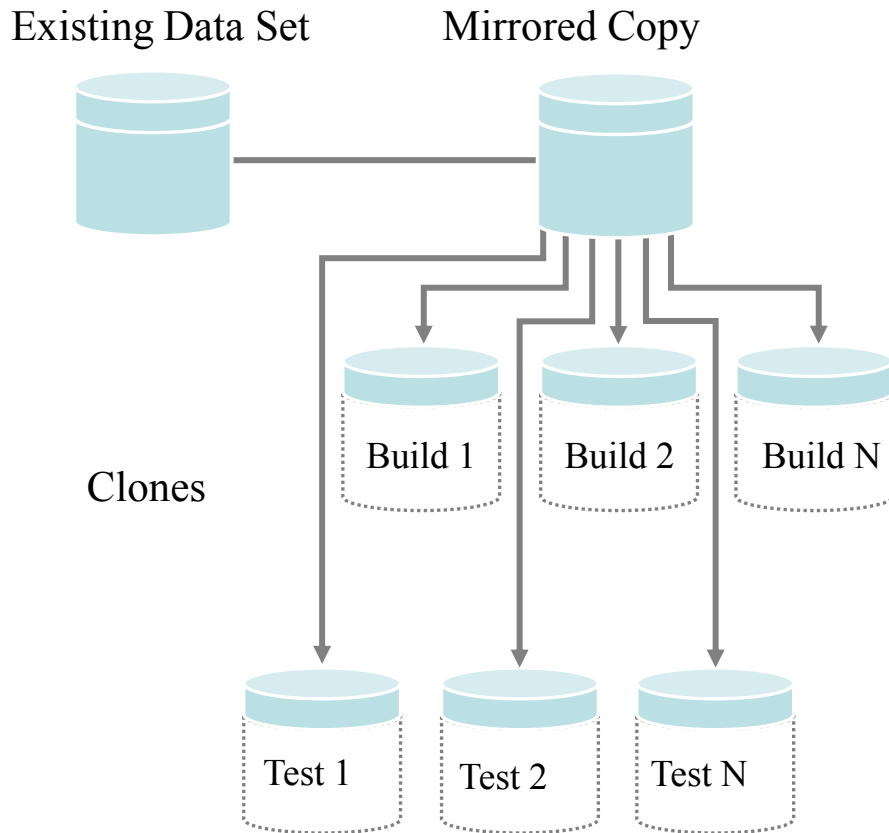 Existing Data Set
Mirrored Copy
Build 1
Build 2
Build N
Clones
Test 1
Test 2
Test N